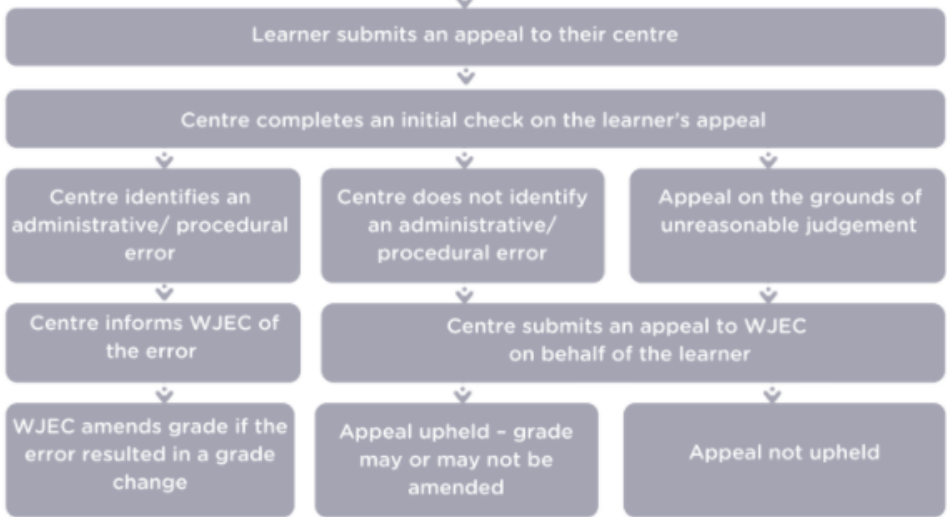 Learner submits an appeal to their centre
Centre completes an initial check on the learner's appeal
Centre identifies an
administrative/ procedural
error
Centre does not identify
an administrative/
procedural error
Appeal on the grounds of
unreasonable judgement
Centre informs WJEC of
the error
Centre submits an appeal to WJEC
on behalf of the learner
WJEC amends grade if the
error resulted in a grade
change
Appeal upheld – grade
may or may not be
amended
Appeal not upheld